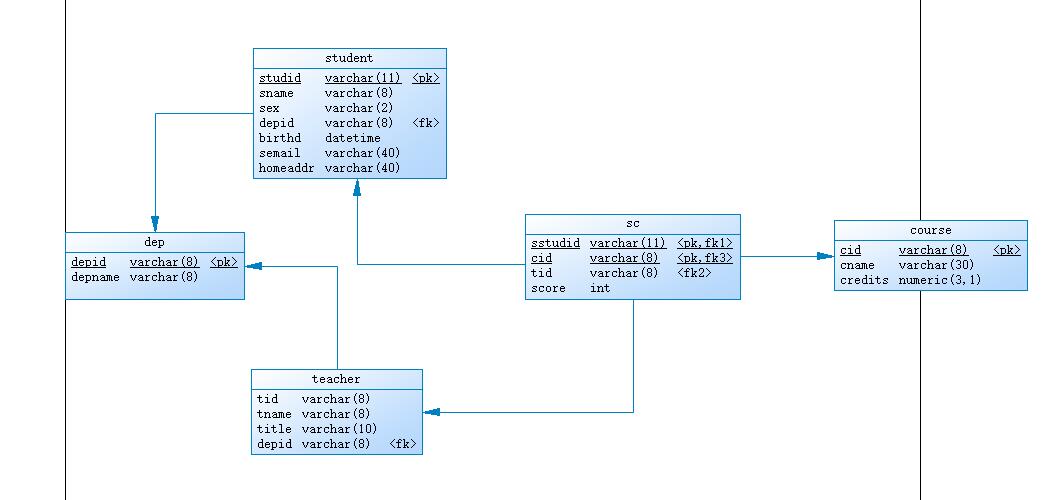 student
studid varchar(11) <pk>
sname varchar(8)
sex varchar(2)
depid varchar(8) <fk>
birthd datetime
semail varchar(40)
homeaddr varchar(40)
dep
depid varchar(8) <pk>
depname varchar(8)
sc
sstudid varchar(11) <pk,fk1>
cid varchar(8) <pk,fk3>
tid varchar(8) <fk2>
score int
course
cid varchar(8) <pk>
cname varchar(30)
credits numeric(3,1)
teacher
tid varchar(8)
tname varchar(8)
title varchar(10)
depid varchar(8) <fk>